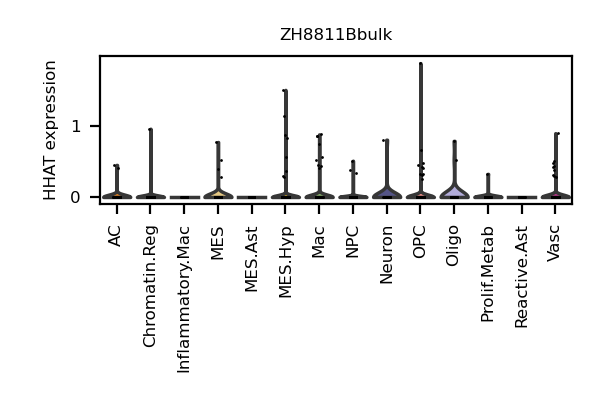 ZH8811Bbulk
HHAT expression
1
0
AC
Chromatin.Reg
Inflammatory.Mac
MES
MES.Ast
MES.Hyp
Mac
NPC
Neuron
OPC
Oligo
Prolif.Metab
Reactive.Ast
Vasc